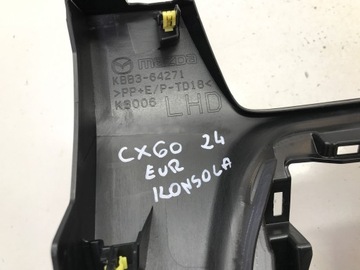 mazda
KBB3-64271
>PP+E/P-TD18<
K8006 LHD
CX60 24
EUR
KONSOLA